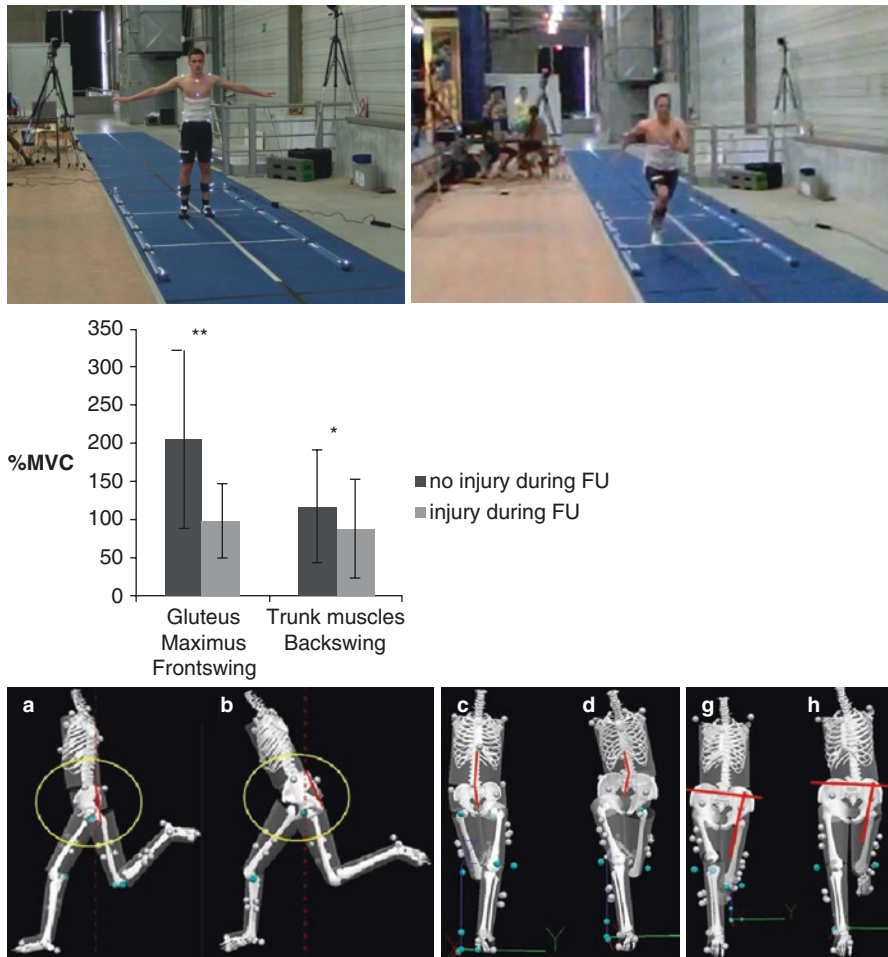 350
300
250
200
150
100
50
0
%MVC
**
*
no injury during FU
injury during FU
Gluteus
Maximus
Frontswing
Trunk muscles
Backswing
a
b
c
d
g
h
Y
Y